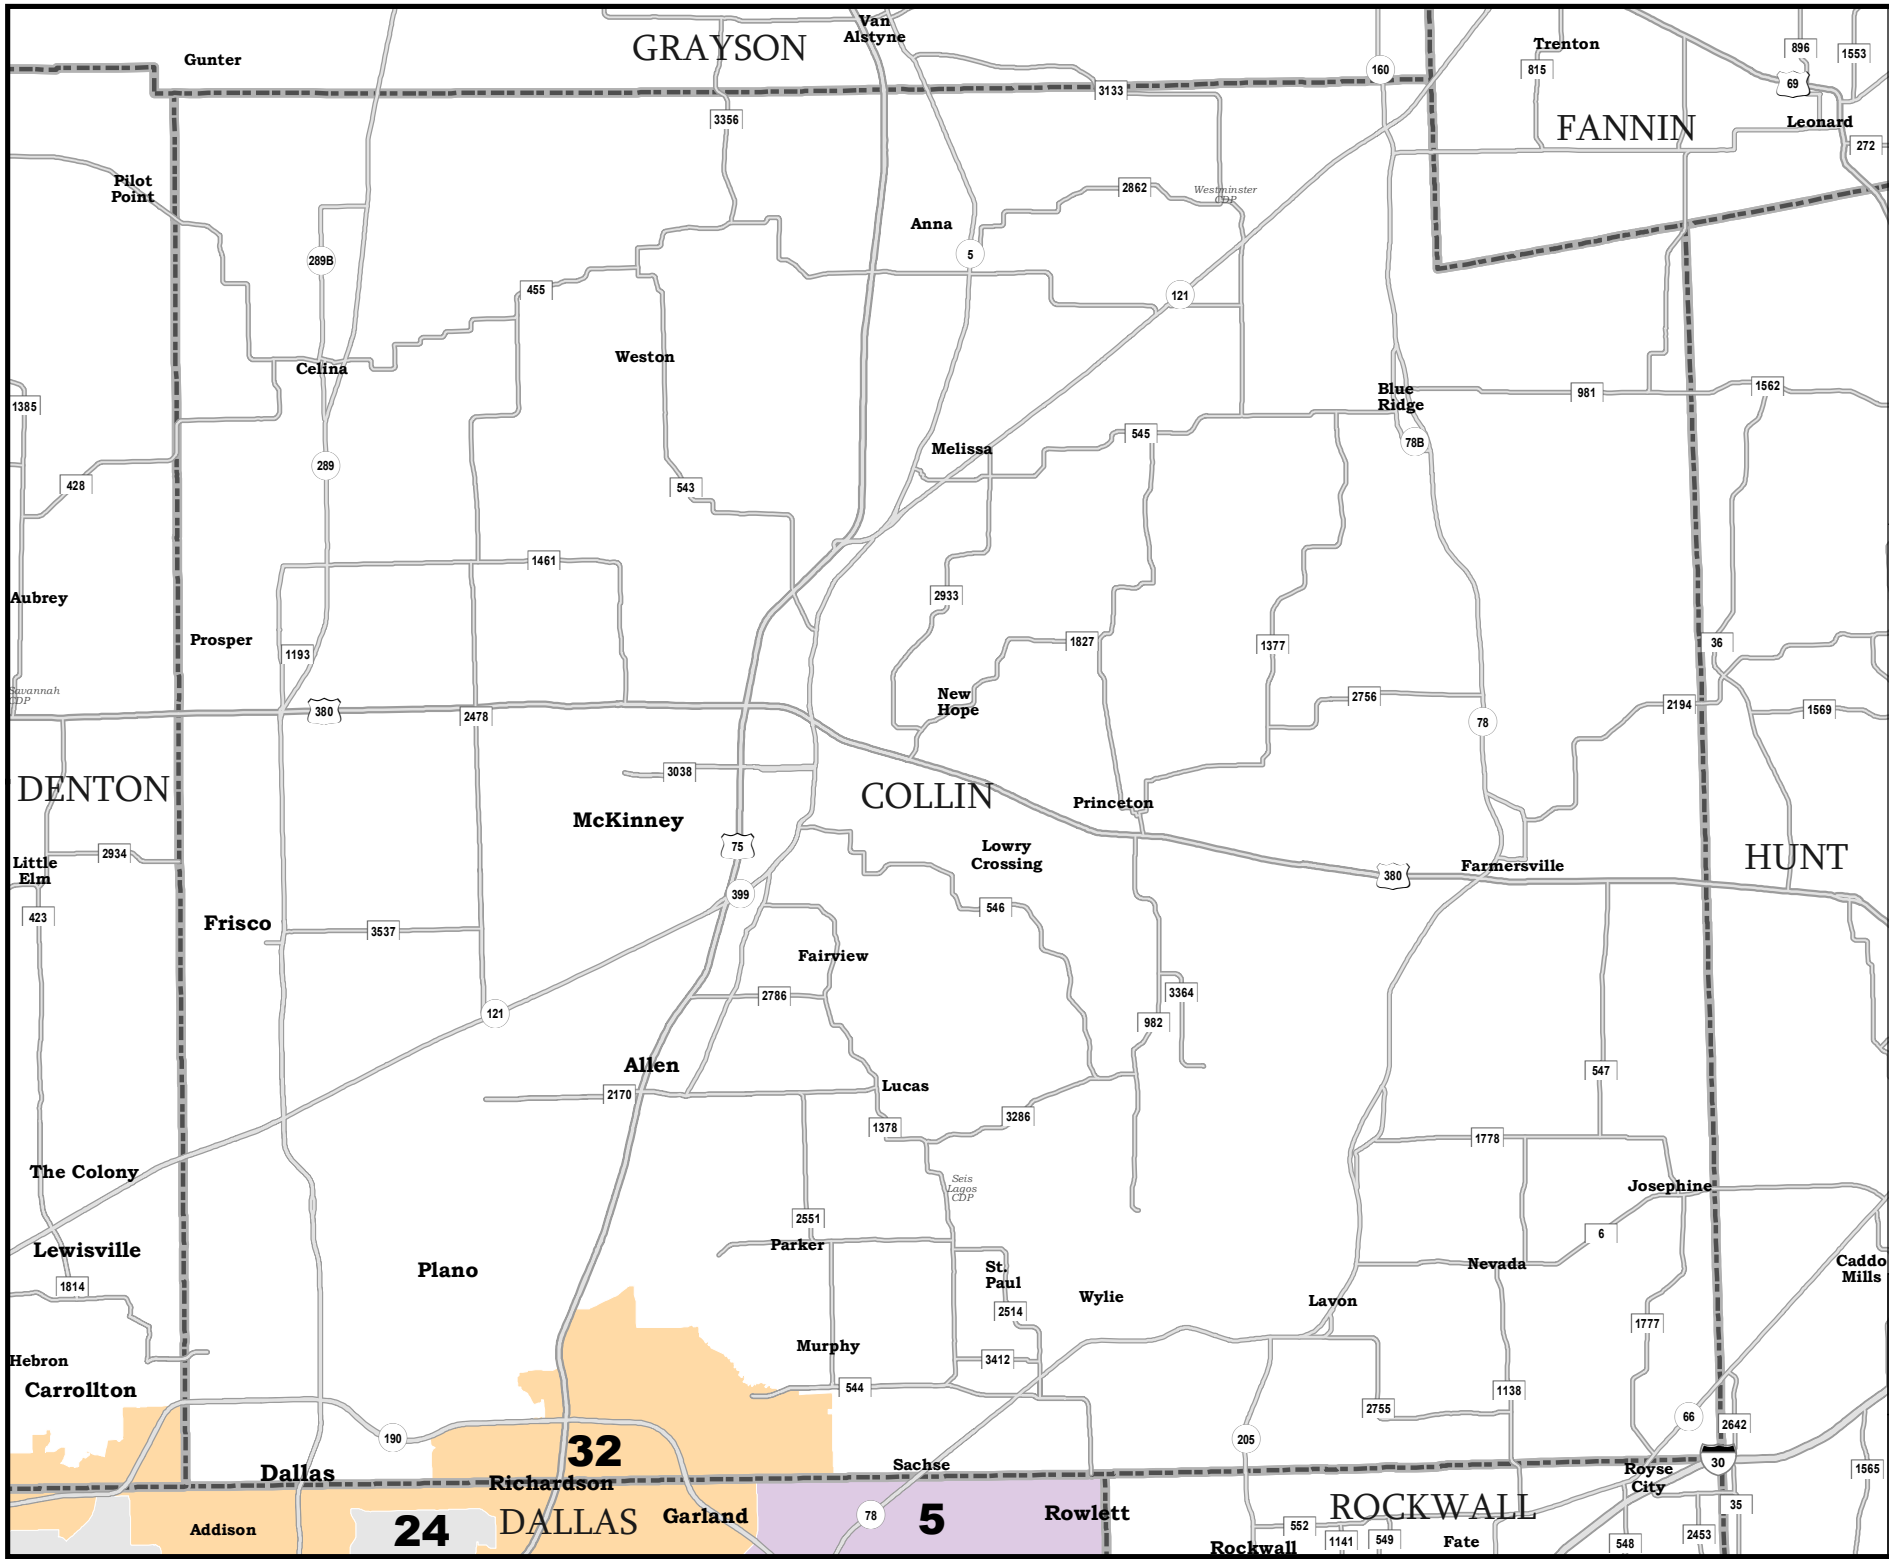 Van
Alstyne
GRAYSON
Gunter
Trenton
896
1553
160
815
69
3133
3356
FANNIN
Leonard
272
Pilot
Point
2862
Westminster
CDP
Anna
5
289B
455
121
Weston
Celina
1385
Blue
Ridge
981
1562
545
78B
Melissa
289
428
543
1461
2933
Aubrey
Prosper
1193
1827
1377
36
Savannah
CDP
New
Hope
2756
380
2478
78
2194
1569
3038
DENTON
COLLIN
Princeton
McKinney
75
Lowry
Crossing
HUNT
2934
Little
Elm
380
Farmersville
399
423
Frisco
3537
546
Fairview
2786
3364
121
982
Allen
2170
Lucas
547
1378
3286
1778
The Colony
Seis
Lagos
CDP
Josephine
2551
Parker
6
Lewisville
1814
Plano
St.
Paul
Nevada
Caddo
Mills
Wylie
Lavon
2514
1777
Murphy
Hebron
3412
Carrollton
544
1138
2755
66
2642
190
32
205
Dallas
Sachse
30
Richardson
Royse
City
1565
DALLAS
Garland
78
5
Rowlett
ROCKWALL
35
Addison
24
552
1141
549
Fate
548
2453
Rockwall